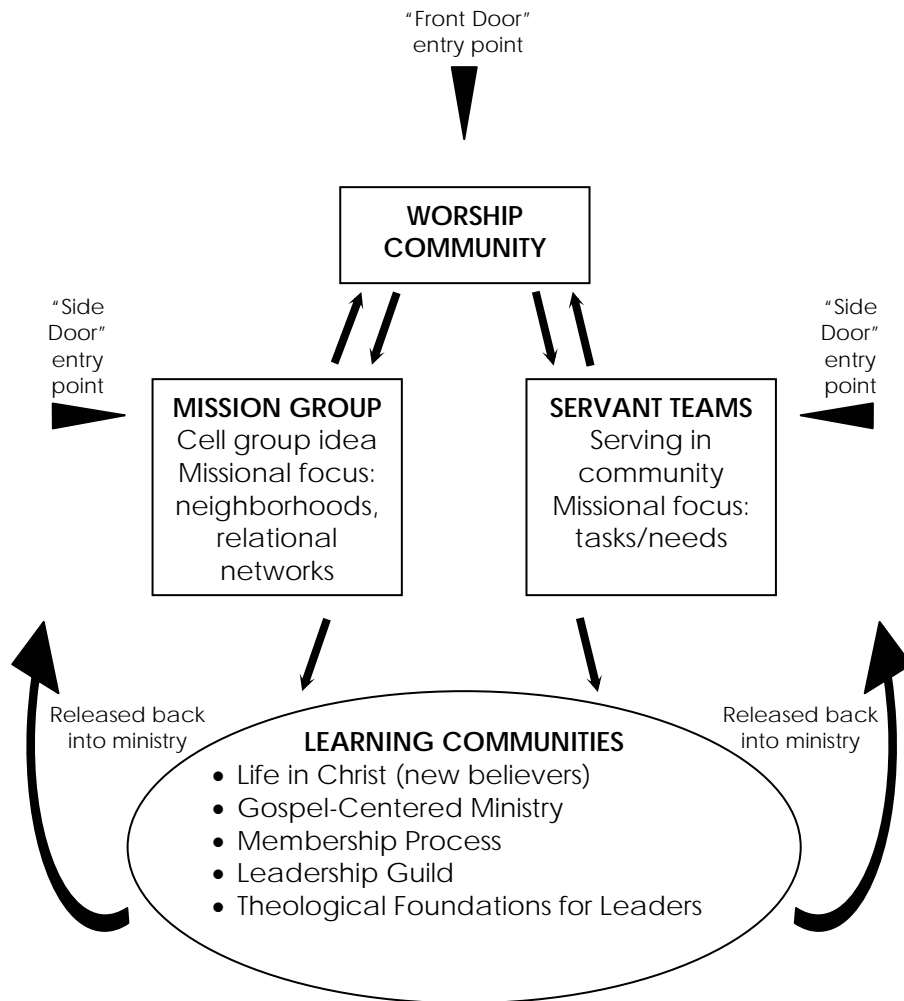 “Front Door”
entry point
WORSHIP
COMMUNITY
“Side
Door”
entry
point
“Side
Door”
entry
point
MISSION GROUP
Cell group idea
Missional focus:
neighborhoods,
relational
networks
SERVANT TEAMS
Serving in
community
Missional focus:
tasks/needs
Released back
into ministry
Released back
into ministry
LEARNING COMMUNITIES
• Life in Christ (new believers)
• Gospel-Centered Ministry
• Membership Process
• Leadership Guild
• Theological Foundations for Leaders